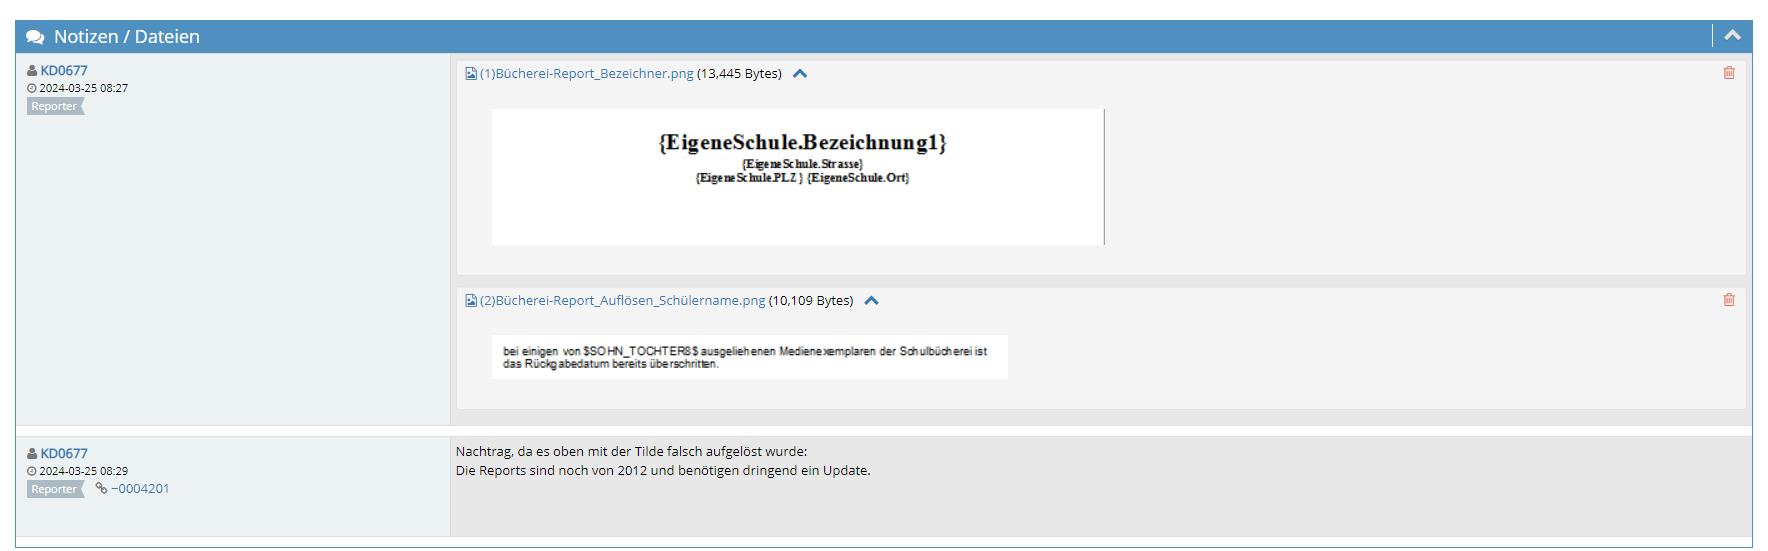 Notizen / Dateien
KD0677
2024-03-25 08:27
Reporter
(1)Bücherei-Report_Bezeichner.png (13,445 Bytes)
{EigeneSchule.Bezeichnung1}
{EigeneSchule.Strasse}
{EigeneSchule.PLZ} {EigeneSchule.Ort}
(2)Bücherei-Report_Auflösen_Schülername.png (10,109 Bytes)
bei einigen von $SOHN_TOCHTER8$ ausgeliehenen Medienexemplaren der Schulbücherei ist
das Rückgabedatum bereits überschritten.
KD0677
2024-03-25 08:29
Reporter ~0004201
Nachtrag, da es oben mit der Tilde falsch aufgelöst wurde:
Die Reports sind noch von 2012 und benötigen dringend ein Update.